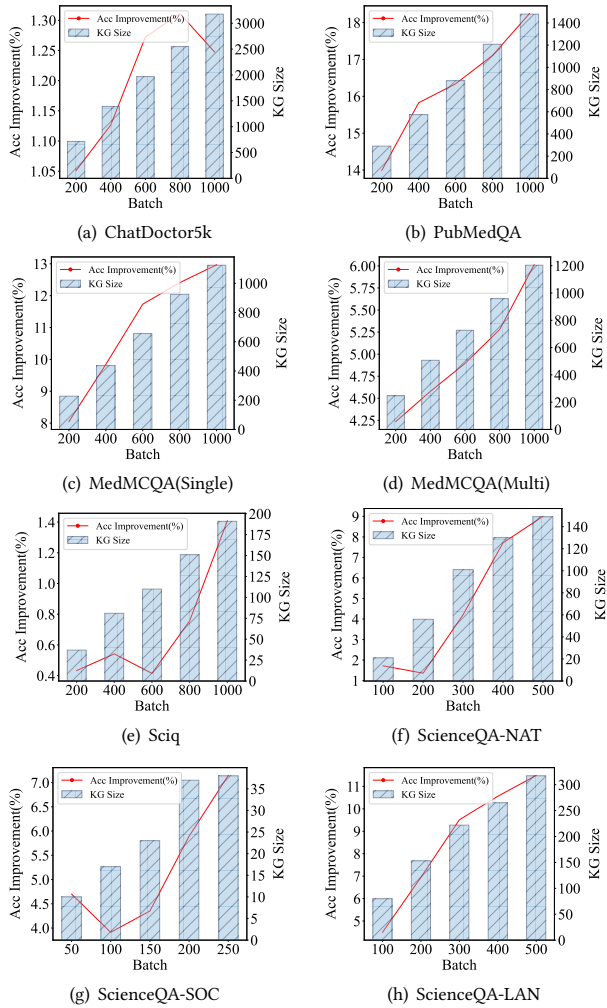 Acc Improvement(%)
1.30
1.25
1.20
1.15
1.10
1.05
Acc Improvement(%)
KG Size
3000
2500
2000
1500
1000
500
0
KG Size
200 400 600 800 1000
Batch
(a) ChatDoctor5k
Acc Improvement(%)
18
17
16
15
14
Acc Improvement(%)
KG Size
1400
1200
1000
800
600
400
200
0
KG Size
200 400 600 800 1000
Batch
(b) PubMedQA
Acc Improvement(%)
13
12
11
10
9
8
Acc Improvement(%)
KG Size
1000
800
600
400
200
0
KG Size
200 400 600 800 1000
Batch
(c) MedMCQA(Single)
Acc Improvement(%)
6.00
5.75
5.50
5.25
5.00
4.75
4.50
4.25
Acc Improvement(%)
KG Size
1200
1000
800
600
400
200
0
KG Size
200 400 600 800 1000
Batch
(d) MedMCQA(Multi)
Acc Improvement(%)
1.4
1.2
1.0
0.8
0.6
0.4
Acc Improvement(%)
KG Size
200
175
150
125
100
75
50
25
0
KG Size
200 400 600 800 1000
Batch
(e) Sciq
Acc Improvement(%)
9
8
7
6
5
4
3
2
1
Acc Improvement(%)
KG Size
140
120
100
80
60
40
20
0
KG Size
100 200 300 400 500
Batch
(f) ScienceQA-NAT
Acc Improvement(%)
7.0
6.5
6.0
5.5
5.0
4.5
4.0
Acc Improvement(%)
KG Size
35
30
25
20
15
10
5
0
KG Size
50 100 150 200 250
Batch
(g) ScienceQA-SOC
Acc Improvement(%)
11
10
9
8
7
6
5
Acc Improvement(%)
KG Size
300
250
200
150
100
50
0
KG Size
100 200 300 400 500
Batch
(h) ScienceQA-LAN